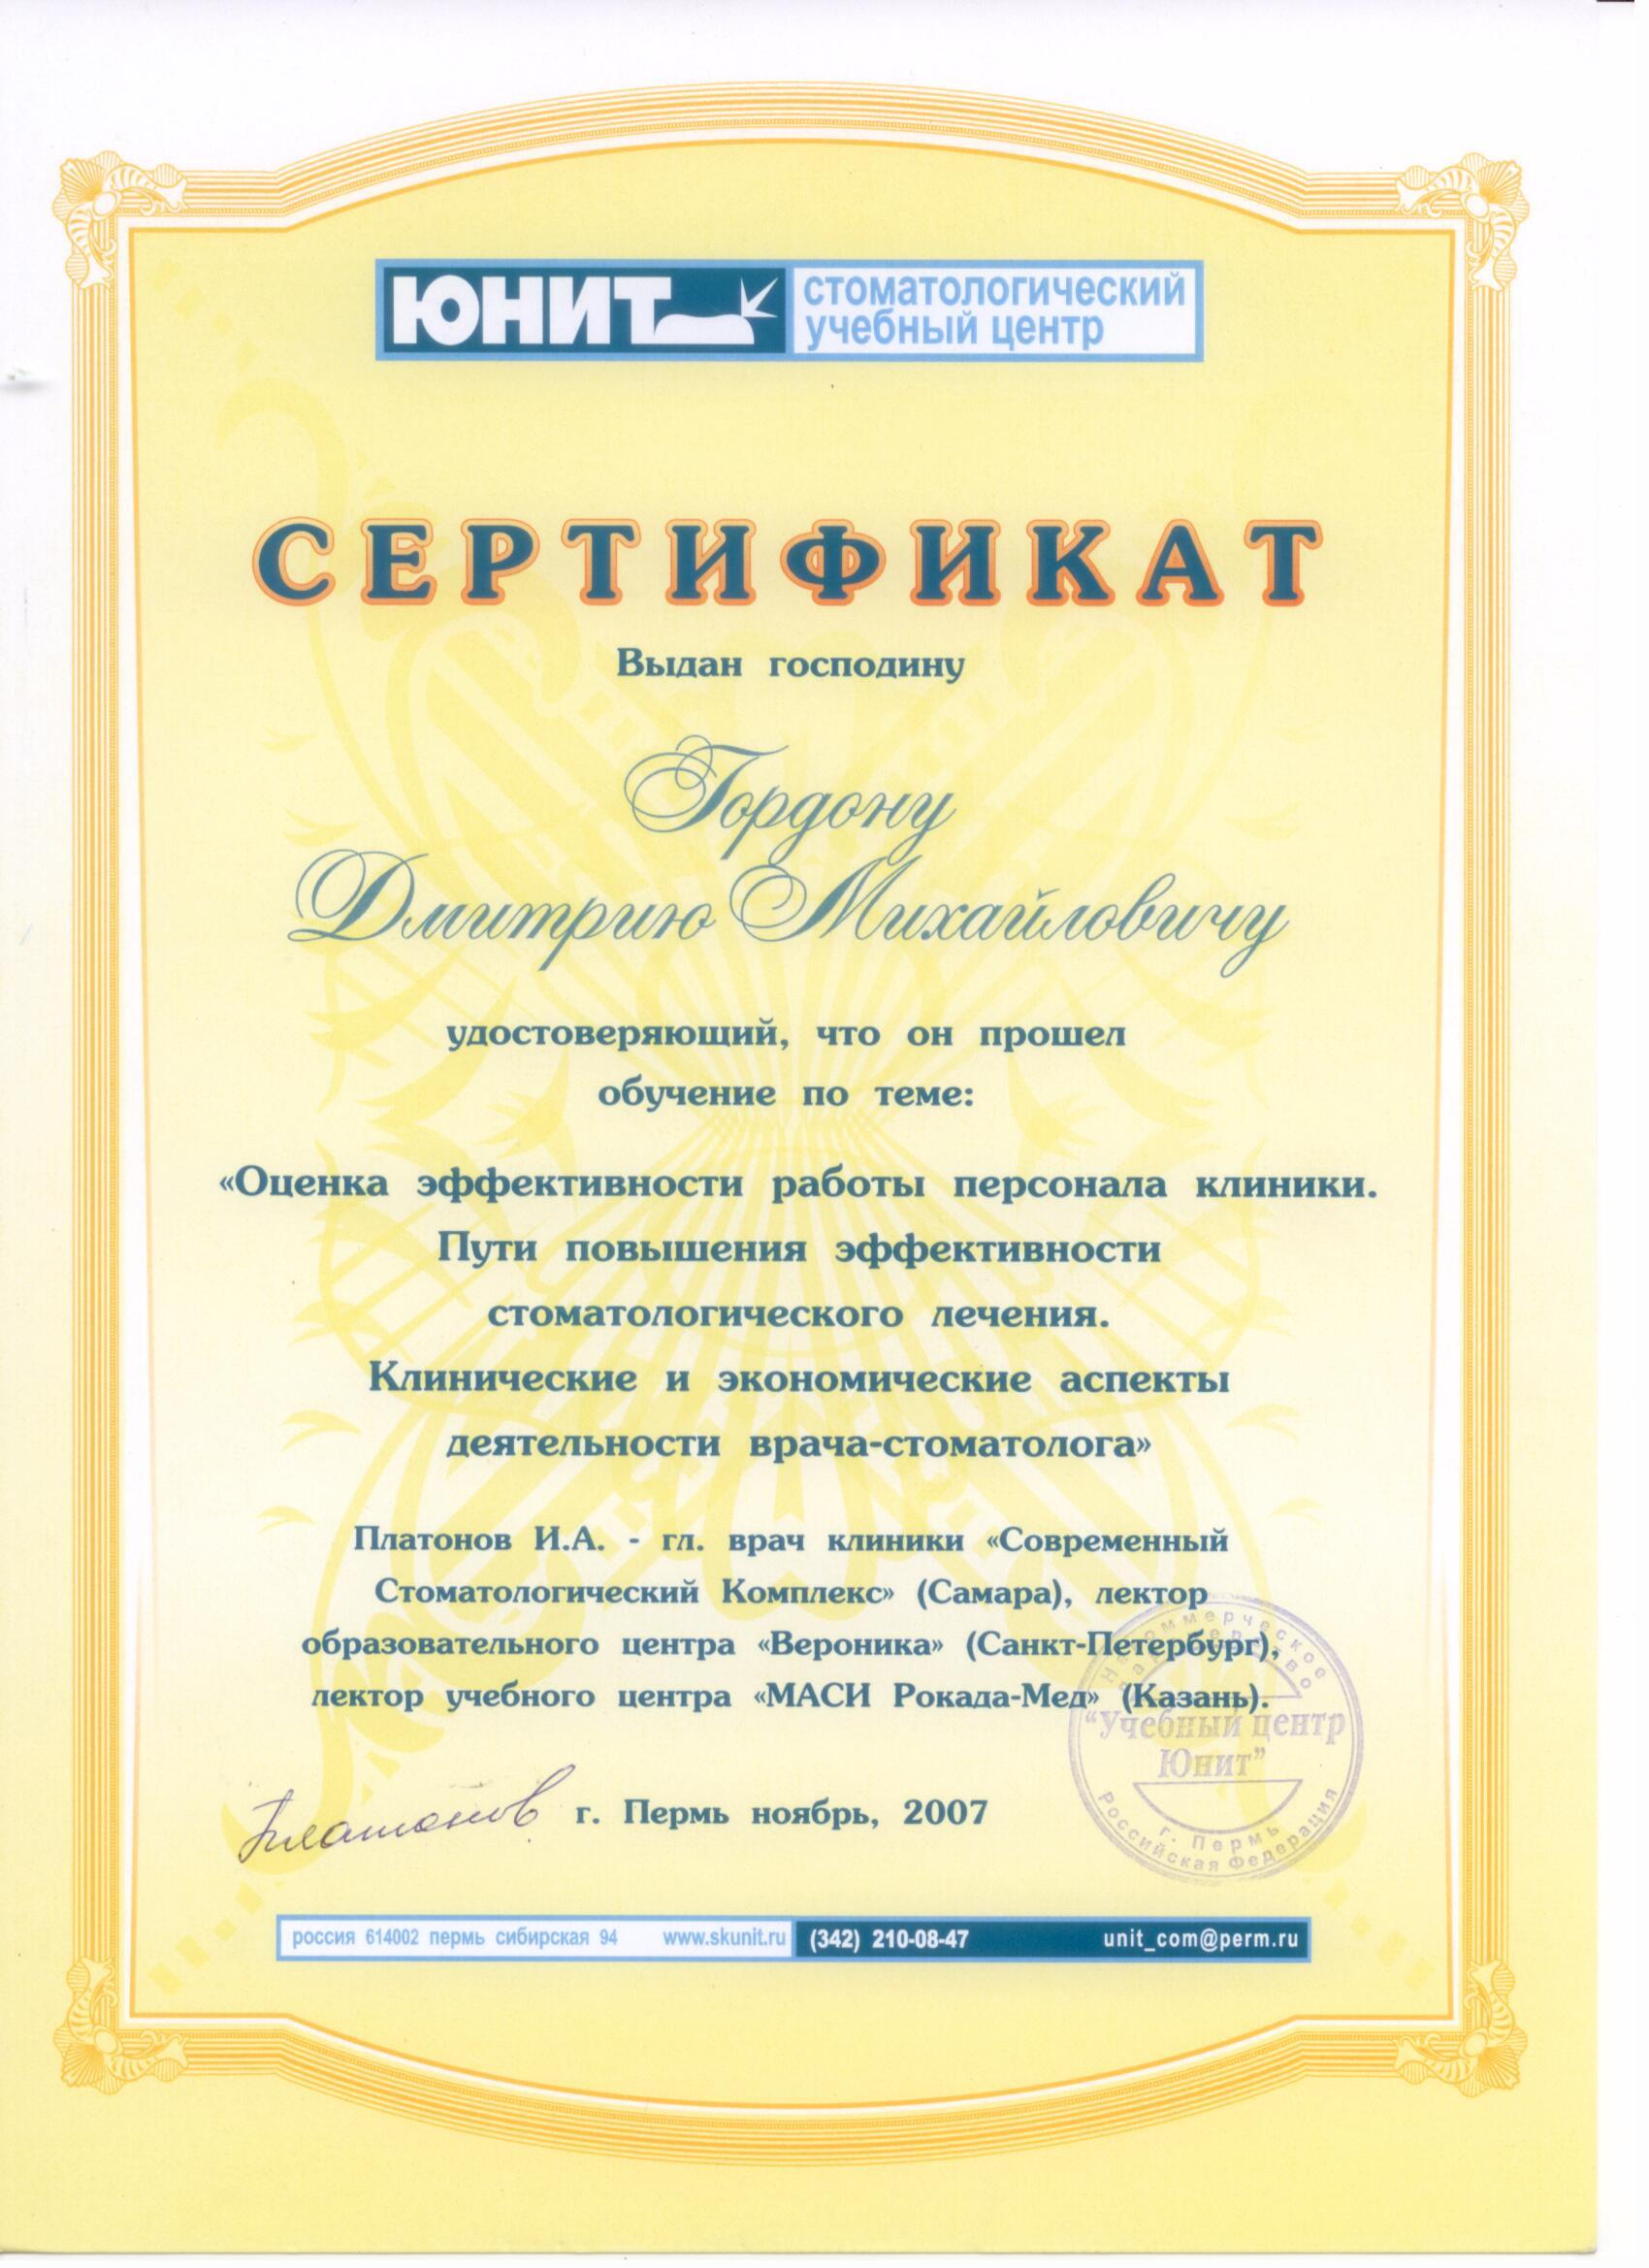 ЮНИТ
стоматологический
учебный центр
СЕРТИФИКАТ
Выдан господину
Гордону
Дмитрию Михайловичу
удостоверяющий, что он прошел
обучение по теме:
«Оценка эффективности работы персонала клиники.
Пути повышения эффективности
стоматологического лечения.
Клинические и экономические аспекты
деятельности врача-стоматолога»
Платонов И.А. - гл. врач клиники «Современный
Стоматологический Комплекс» (Самара), лектор
образовательного центра «Вероника» (Санкт-Петербург),
лектор учебного центра «МАСИ Рокада-Мед» (Казань).
Некоммерческое
партнерство
"Учебный центр
Юнит"
г. Пермь
Российская Федерация
Платонов
г. Пермь ноябрь, 2007
россия 614002 пермь сибирская 94 www.skunit.ru (342) 210-08-47 unit_com@perm.ru